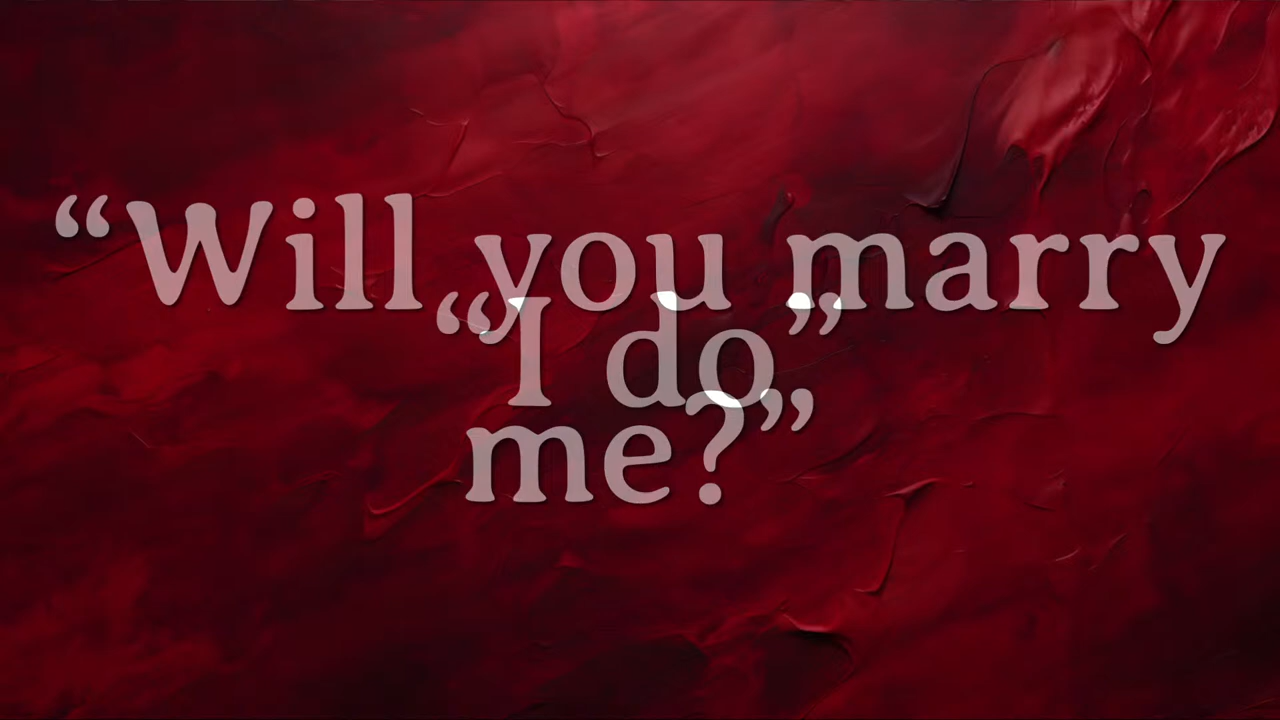 “Will you marry
“I do”
me?”